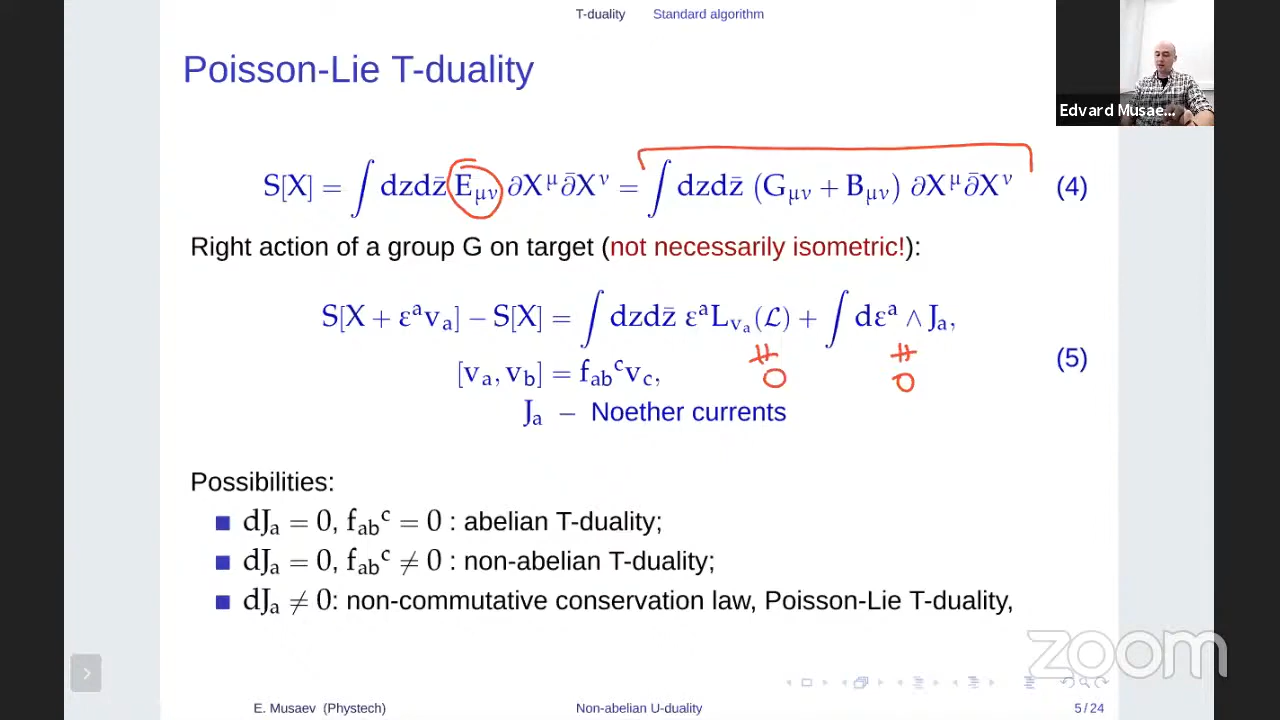 T-duality Standard algorithm
Poisson-Lie T-duality
Edvard Musae...
S[X] = ∫ dzdz̄ E_μν ∂X^μ ∂̄X^ν = ∫ dzdz̄ (G_μν + B_μν) ∂X^μ ∂̄X^ν (4)
Right action of a group G on target (not necessarily isometric!):
S[X + ε^a v_a] − S[X] = ∫ dzdz̄ ε^a L_{v_a}(ℒ) + ∫ dε^a ∧ J_a,
[v_a, v_b] = f_ab^c v_c, (5)
≠ ≠
0 0
J_a – Noether currents
Possibilities:
dJ_a = 0, f_ab^c = 0 : abelian T-duality;
dJ_a = 0, f_ab^c ≠ 0 : non-abelian T-duality;
dJ_a ≠ 0: non-commutative conservation law, Poisson-Lie T-duality,
zoom
E. Musaev (Phystech) Non-abelian U-duality 5 / 24